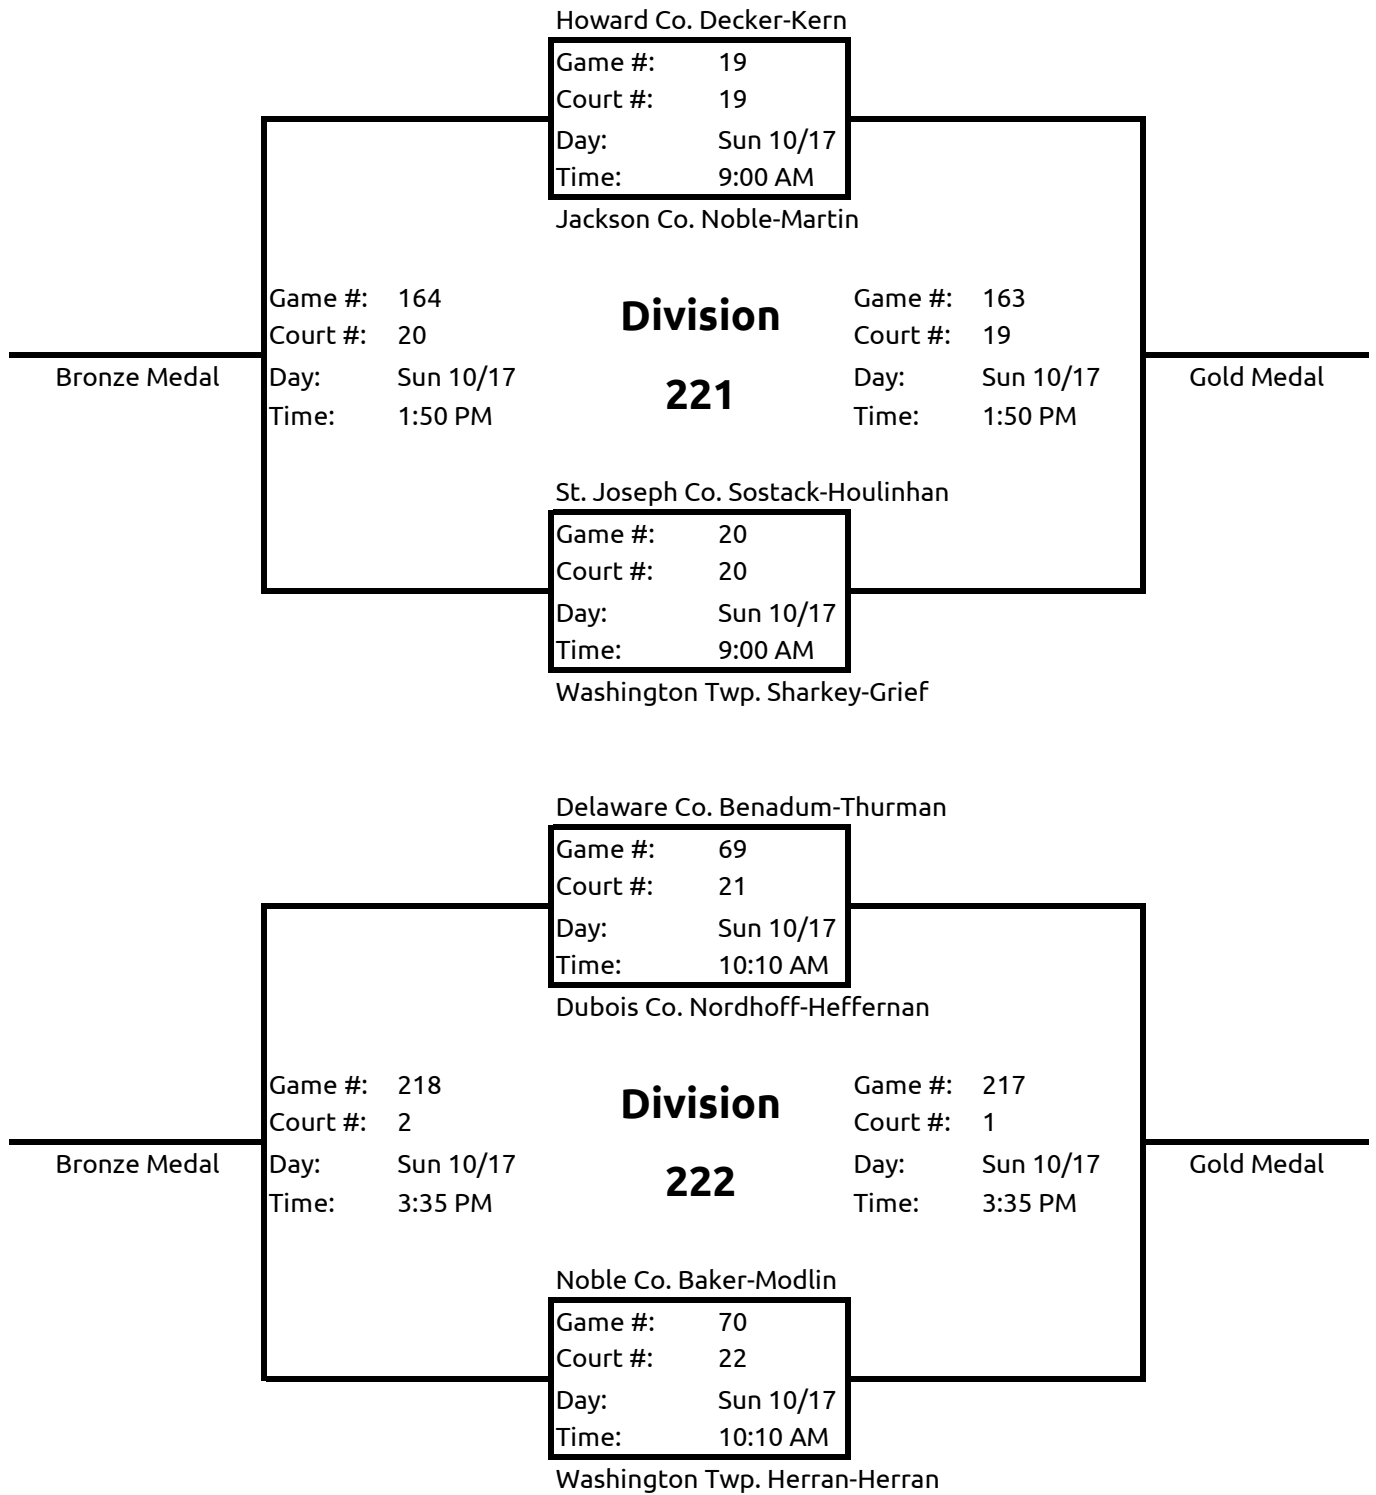 Howard Co. Decker-Kern
Game #: 19
Court #: 19
Day: Sun 10/17
Time: 9:00 AM
Jackson Co. Noble-Martin
Game #: 164
Court #: 20
Day: Sun 10/17
Time: 1:50 PM
Bronze Medal
Division
221
Game #: 163
Court #: 19
Day: Sun 10/17
Time: 1:50 PM
Gold Medal
St. Joseph Co. Sostack-Houlinhan
Game #: 20
Court #: 20
Day: Sun 10/17
Time: 9:00 AM
Washington Twp. Sharkey-Grief
Delaware Co. Benadum-Thurman
Game #: 69
Court #: 21
Day: Sun 10/17
Time: 10:10 AM
Dubois Co. Nordhoff-Heffernan
Game #: 218
Court #: 2
Day: Sun 10/17
Time: 3:35 PM
Bronze Medal
Division
222
Game #: 217
Court #: 1
Day: Sun 10/17
Time: 3:35 PM
Gold Medal
Noble Co. Baker-Modlin
Game #: 70
Court #: 22
Day: Sun 10/17
Time: 10:10 AM
Washington Twp. Herran-Herran